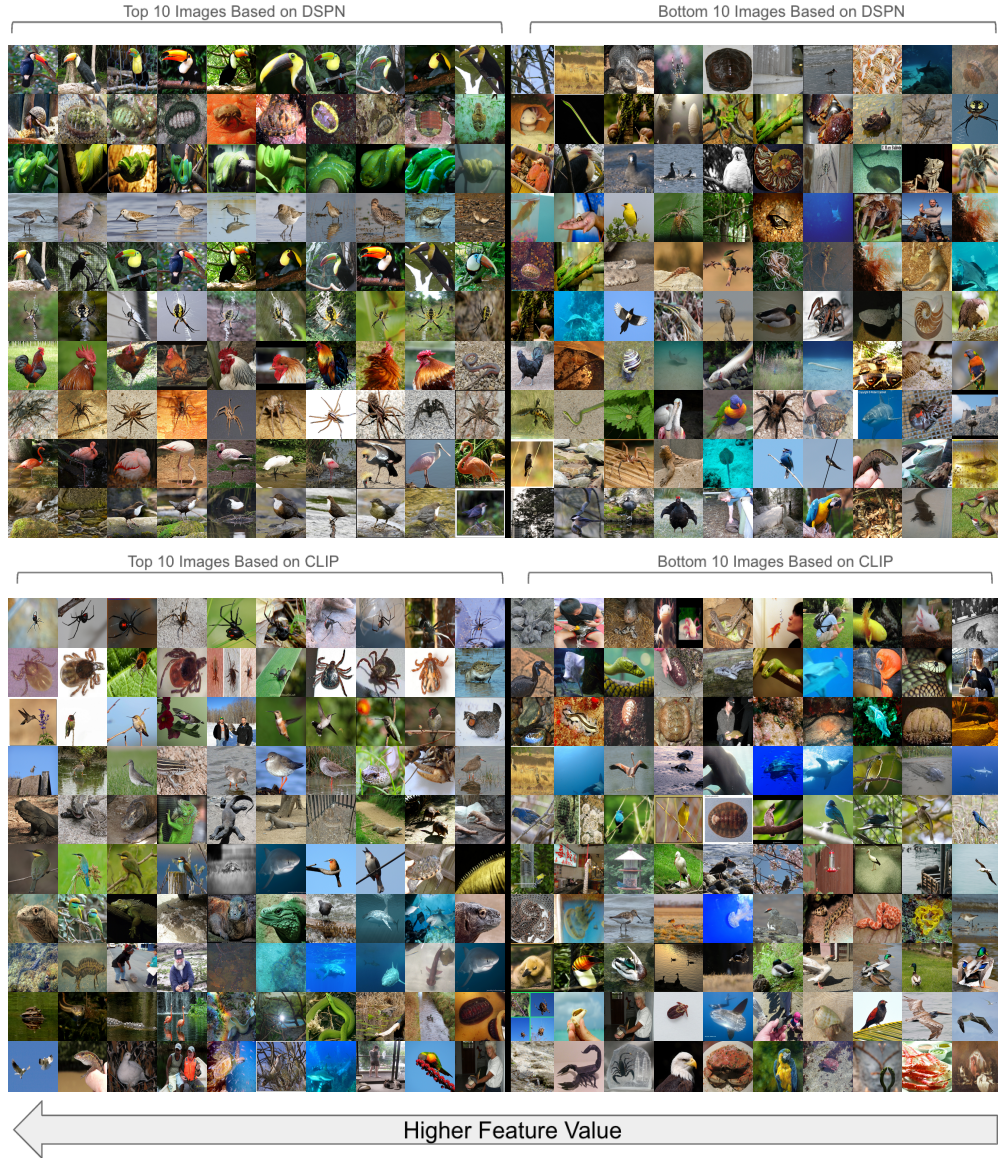 Top 10 Images Based on DSPN
Bottom 10 Images Based on DSPN
Top 10 Images Based on CLIP
Bottom 10 Images Based on CLIP
Higher Feature Value